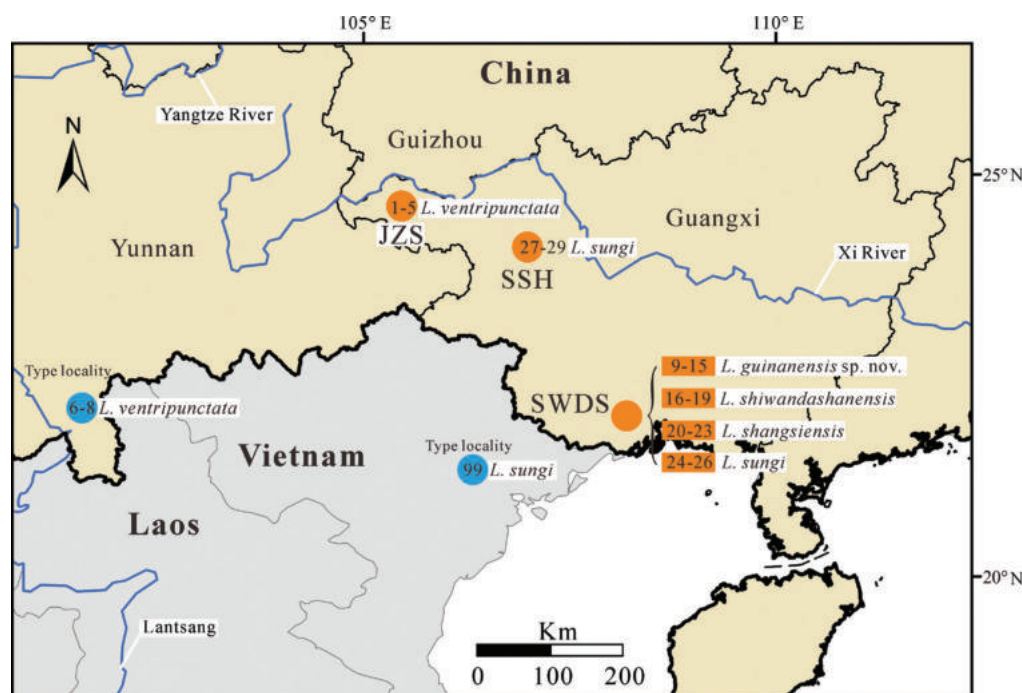 105° E
110° E
China
Yangtze River
N
Guizhou
25°N
1-5 L. ventripunctata
JZS
Guangxi
Yunnan
27-29 L. sungi
SSH
Xi River
Type locality
6-8 L. ventripunctata
9-15 L. guinanensis sp. nov.
SWDS
16-19 L. shiwandashanensis
20-23 L. shangsiensis
24-26 L. sungi
Vietnam
Type locality
99 L. sungi
Laos
20°N
Lantsang
Km
0 100 200